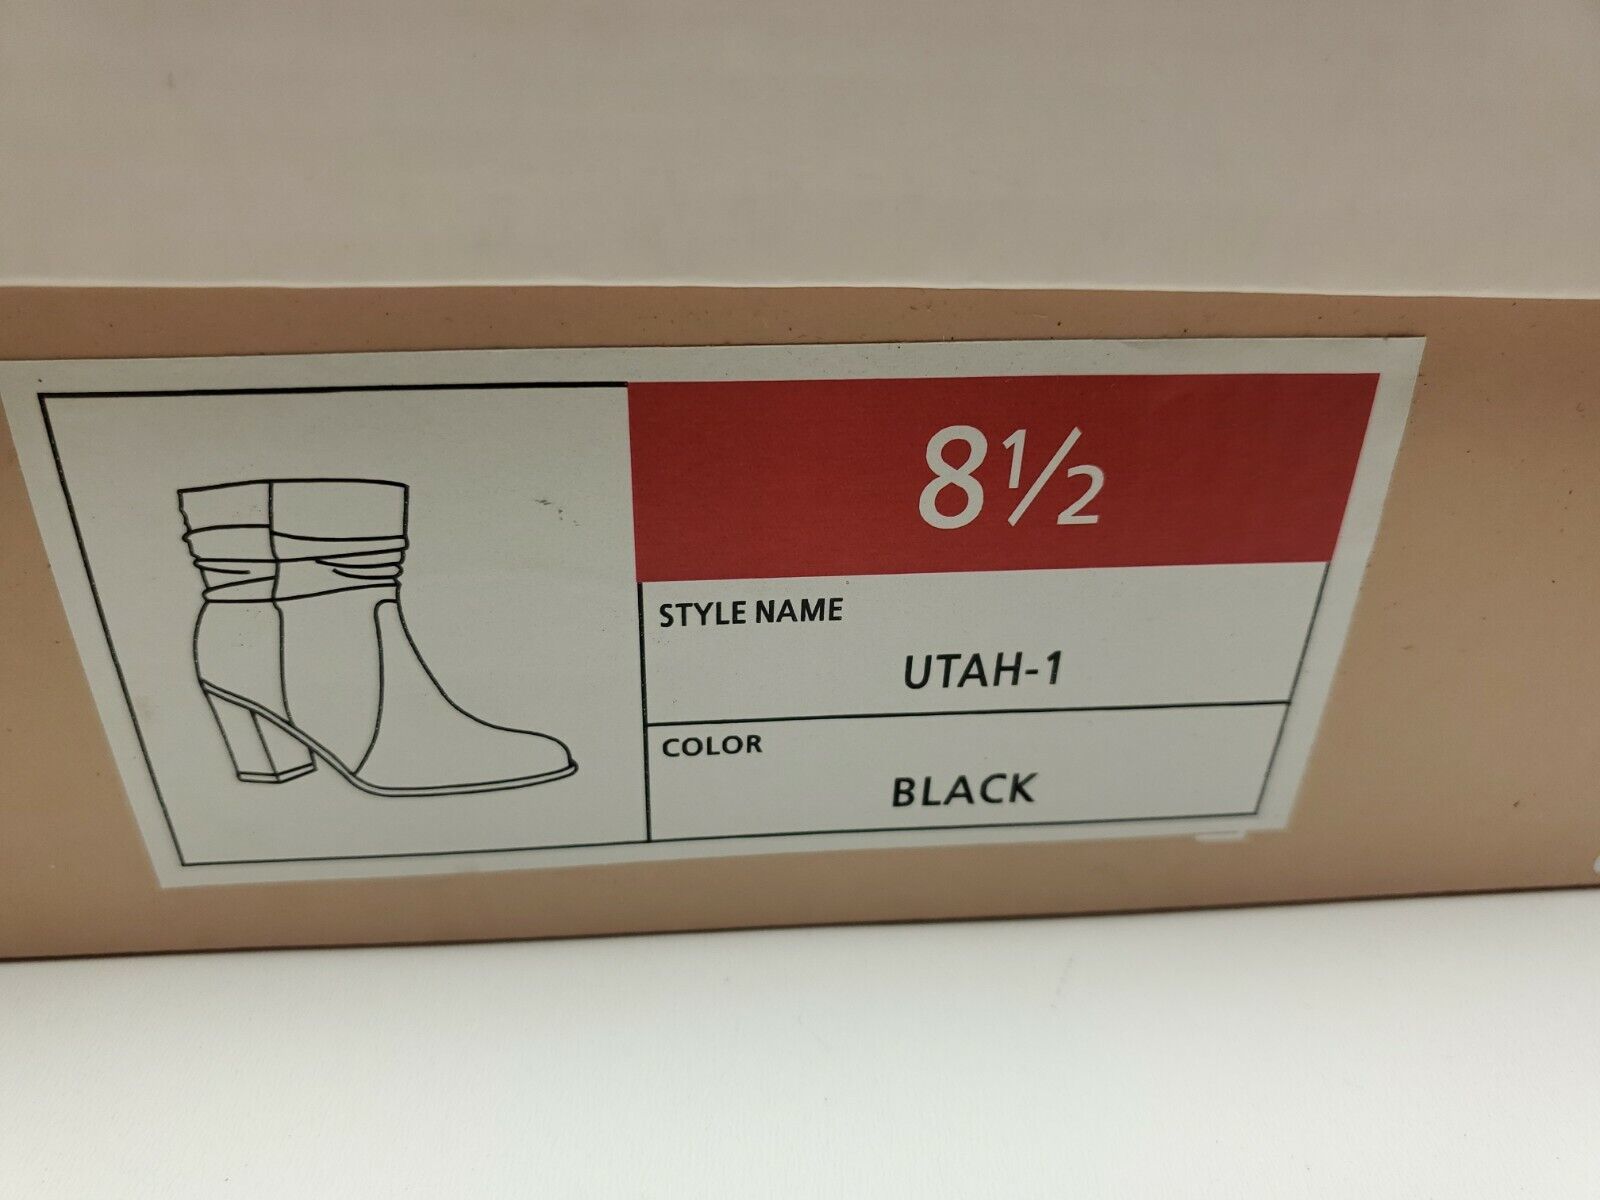 8½
STYLE NAME
UTAH-1
COLOR
BLACK